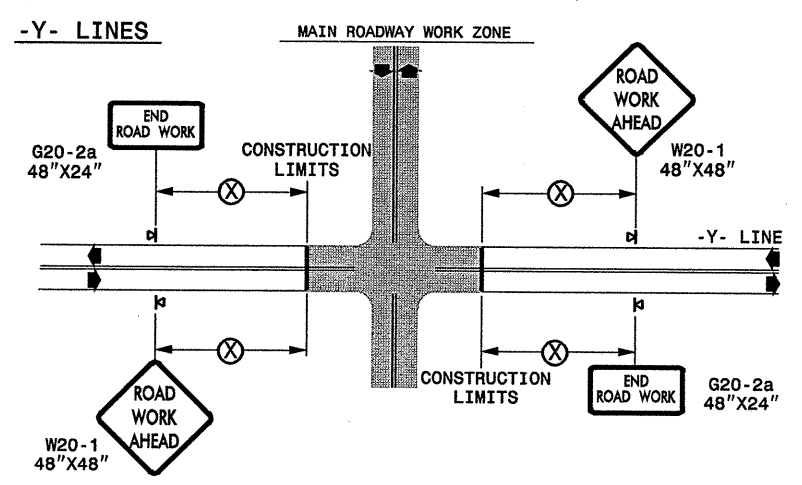 -Y- LINES
MAIN ROADWAY WORK ZONE
END
ROAD WORK
G20-2a
48"X24"
CONSTRUCTION
LIMITS
X
ROAD
WORK
AHEAD
W20-1
48"X48"
X
-Y- LINE
X
ROAD
WORK
AHEAD
W20-1
48"X48"
X
CONSTRUCTION
LIMITS
END
ROAD WORK
G20-2a
48"X24"